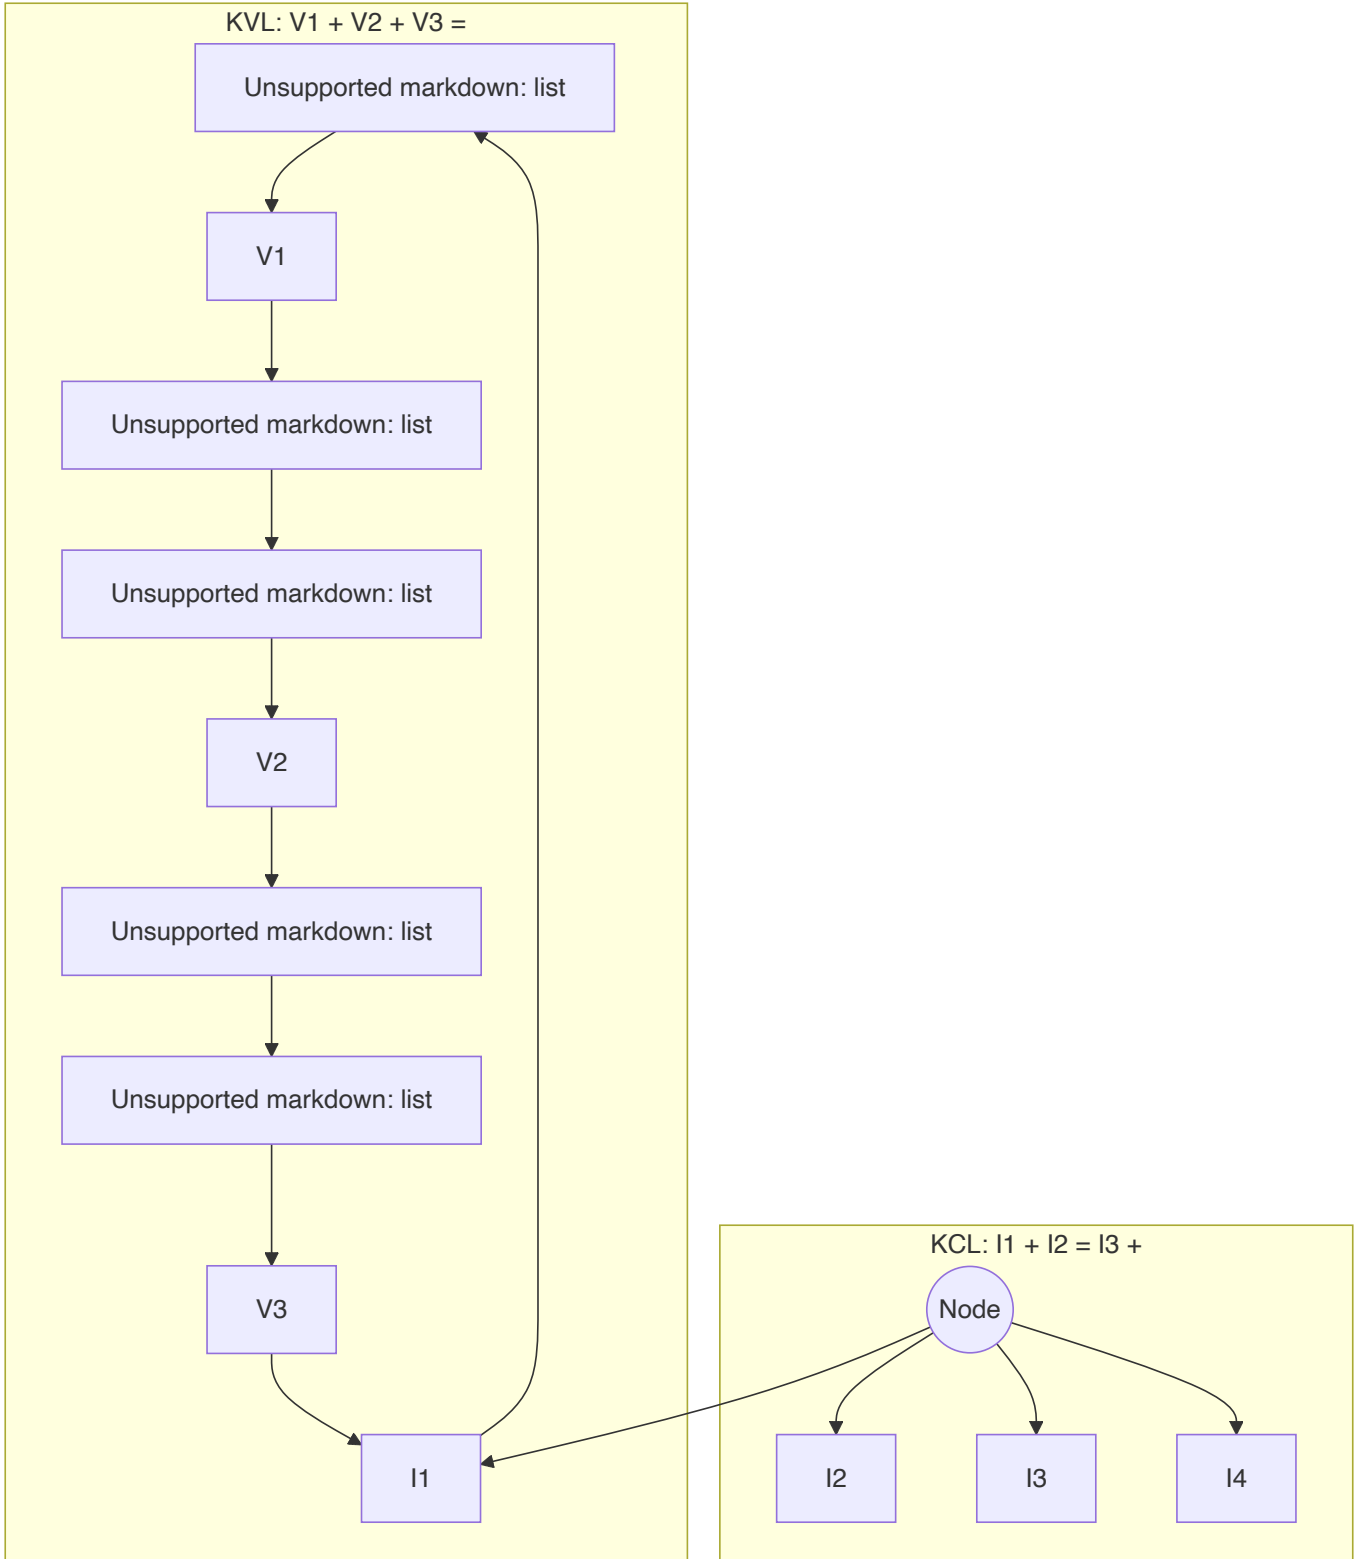 KVL: V1 + V2 + V3 =
Unsupported markdown: list
V1
Unsupported markdown: list
Unsupported markdown: list
V2
Unsupported markdown: list
Unsupported markdown: list
V3
I1
KCL: I1 + I2 = I3 +
Node
I2
I3
I4